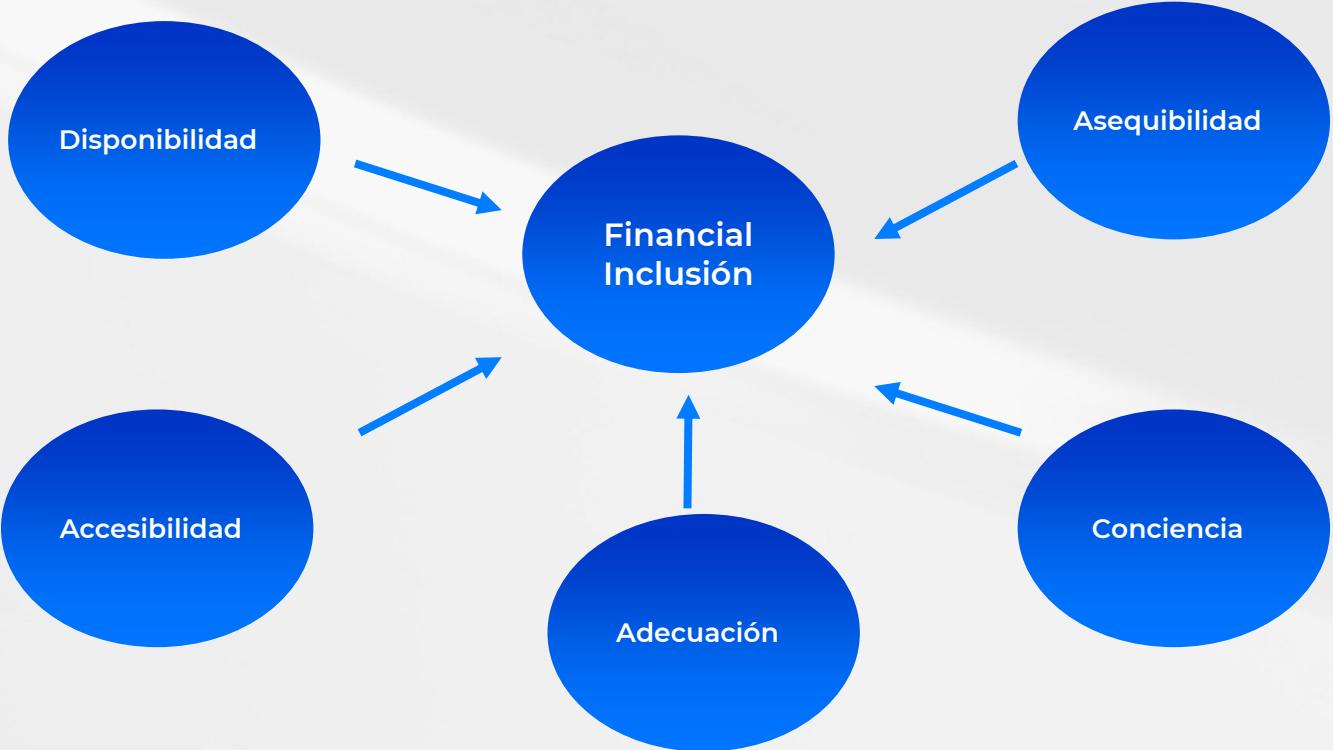 Disponibilidad
Asequibilidad
Financial
Inclusión
Accesibilidad
Conciencia
Adecuación